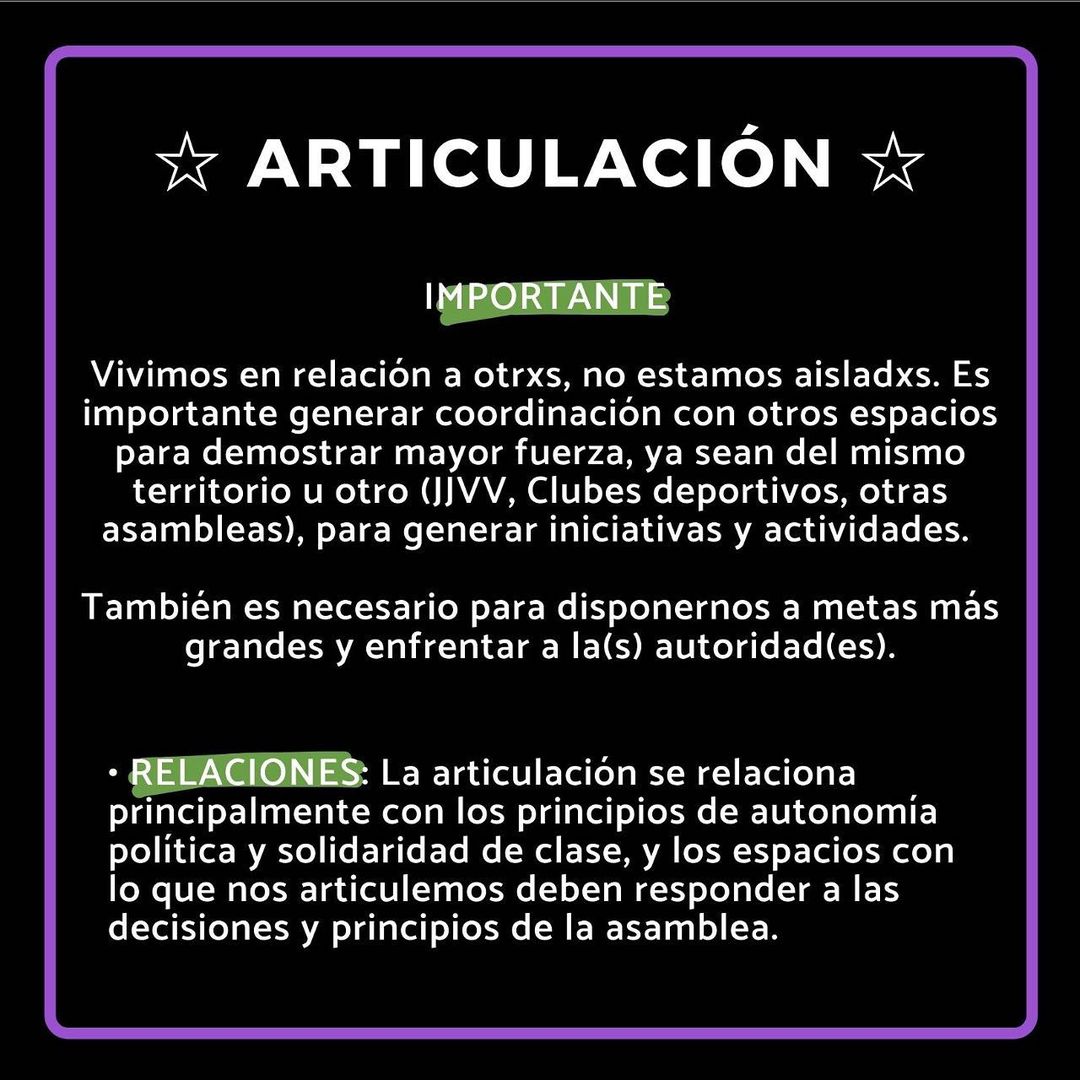 ☆ ARTICULACIÓN ☆
IMPORTANTE
Vivimos en relación a otrxs, no estamos aisladxs. Es
importante generar coordinación con otros espacios
para demostrar mayor fuerza, ya sean del mismo
territorio u otro (JJVV, Clubes deportivos, otras
asambleas), para generar iniciativas y actividades.
También es necesario para disponernos a metas más
grandes y enfrentar a la(s) autoridad(es).
• RELACIONES: La articulación se relaciona
principalmente con los principios de autonomía
política y solidaridad de clase, y los espacios con
lo que nos articulemos deben responder a las
decisiones y principios de la asamblea.